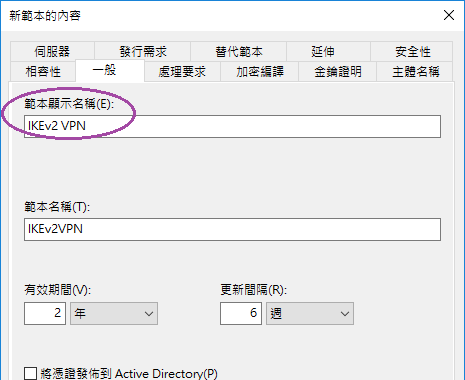 新範本的內容
伺服器 發行需求 替代範本 延伸 安全性
相容性 一般 處理要求 加密編譯 金鑰證明 主體名稱
範本顯示名稱(E):
IKEv2 VPN
範本名稱(T):
IKEv2VPN
有效期間(V): 更新間隔(R):
2 年 6 週
將憑證發佈到 Active Directory(P)